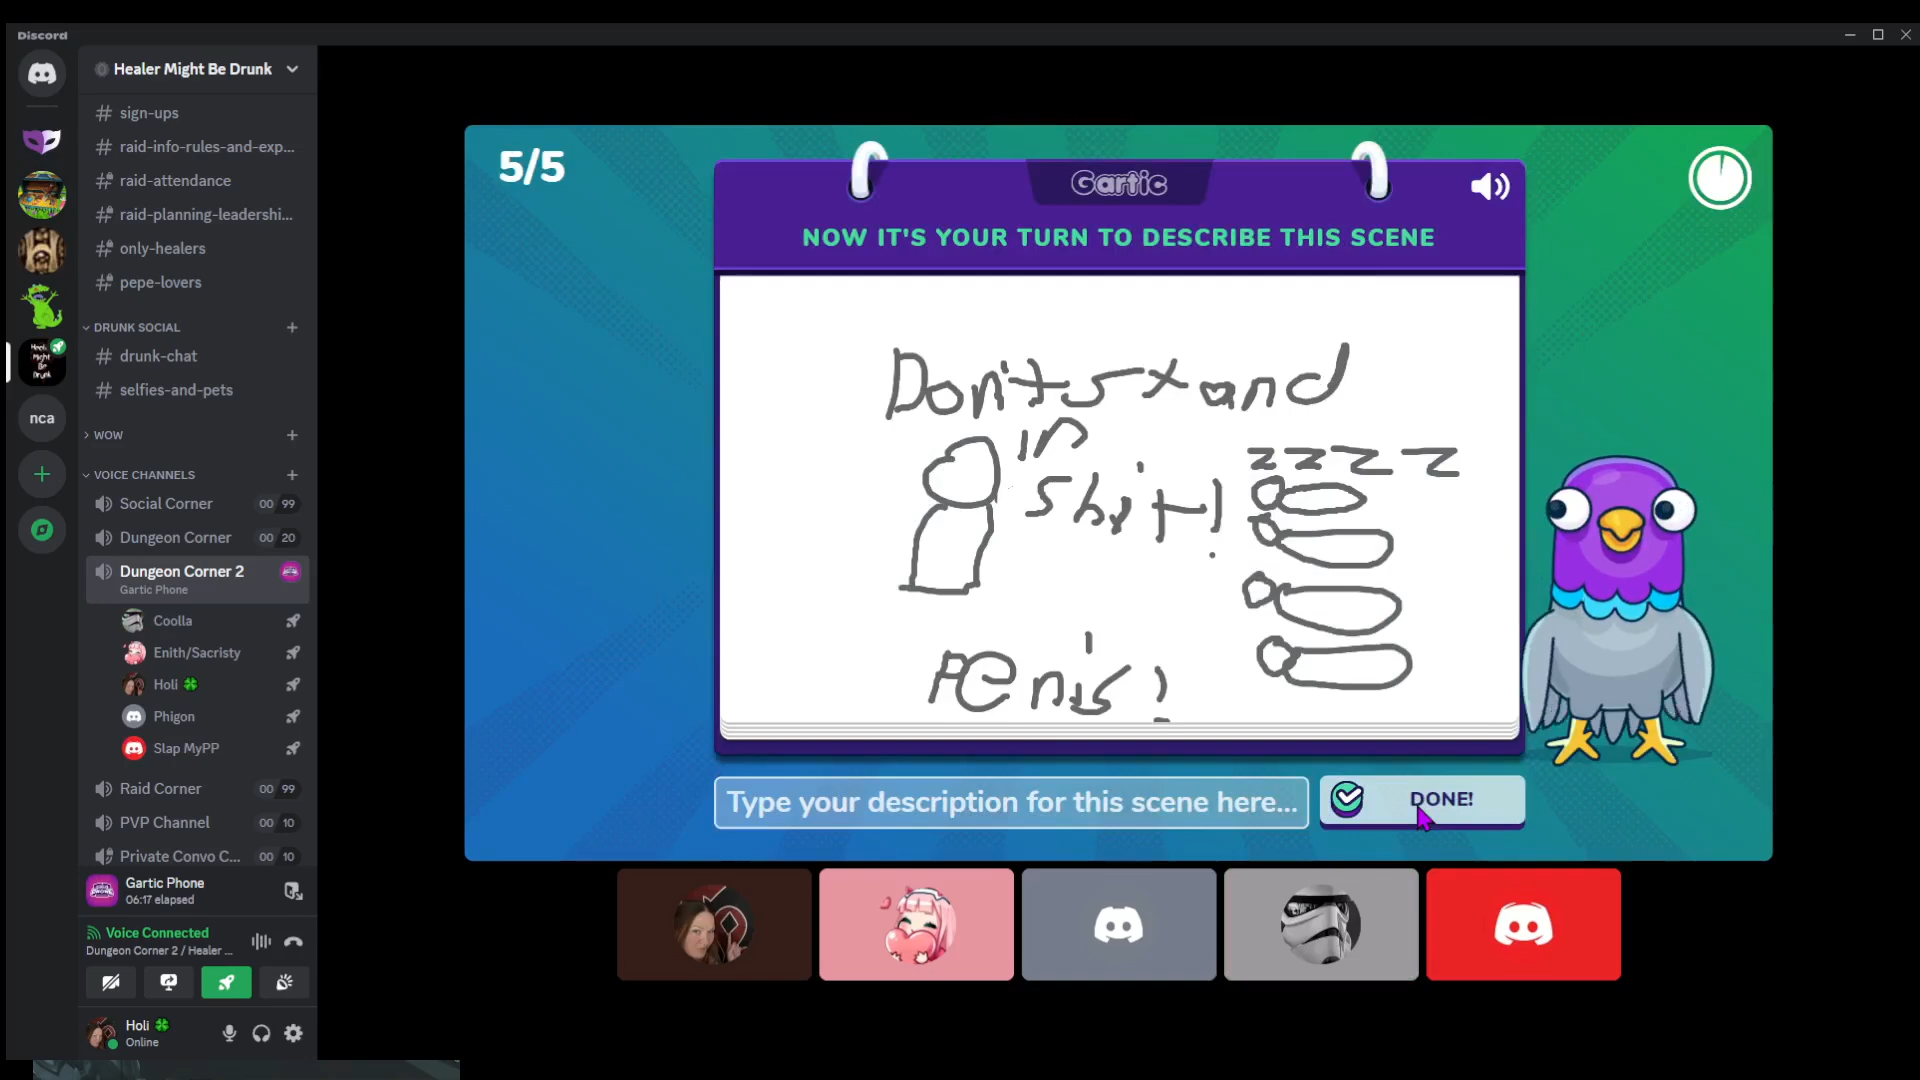 Discord
Healer Might Be Drunk
sign-ups
raid-info-rules-and-exp...
raid-attendance
raid-planning-leadershi...
only-healers
pepe-lovers
DRUNK SOCIAL
drunk-chat
selfies-and-pets
nca
WOW
VOICE CHANNELS
Social Corner 00 99
Dungeon Corner 00 20
Dungeon Corner 2
Gartic Phone
Coolla
Enith/Sacristy
Holi
Phigon
Slap MyPP
Raid Corner 00 99
PVP Channel 00 10
Private Convo C... 00 10
Gartic Phone
06:17 elapsed
Voice Connected
Dungeon Corner 2 / Healer ...
Holi
Online
5/5
Gartic
NOW IT'S YOUR TURN TO DESCRIBE THIS SCENE
Don't stand
in
shit!
zzzz
Penis!
Type your description for this scene here...
DONE!